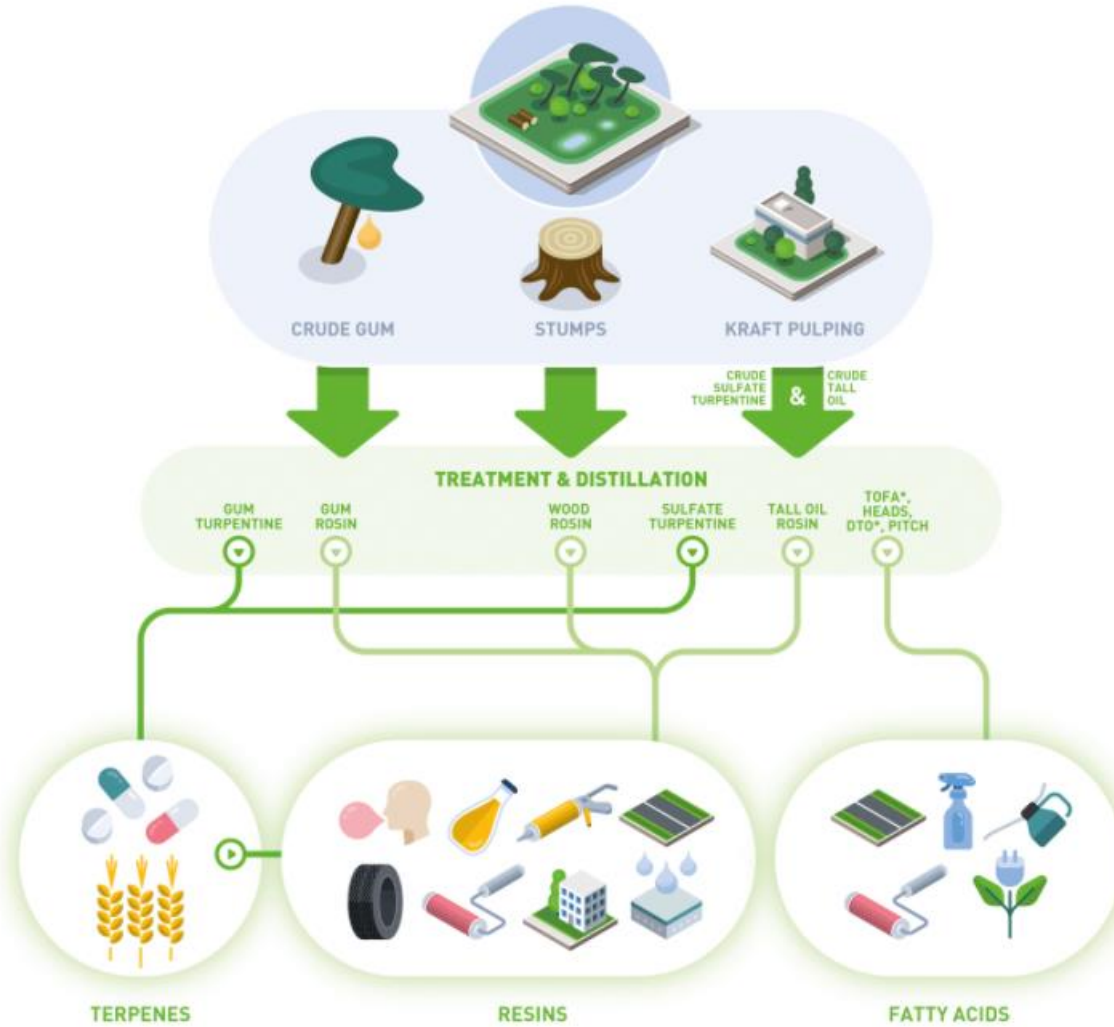 CRUDE GUM
STUMPS
KRAFT PULPING
CRUDE
SULFATE
TURPENTINE
&
CRUDE
TALL
OIL
TREATMENT & DISTILLATION
GUM
TURPENTINE
GUM
ROSIN
WOOD
ROSIN
SULFATE
TURPENTINE
TALL OIL
ROSIN
TOFA*,
HEADS,
DTO*, PITCH
TERPENES
RESINS
FATTY ACIDS